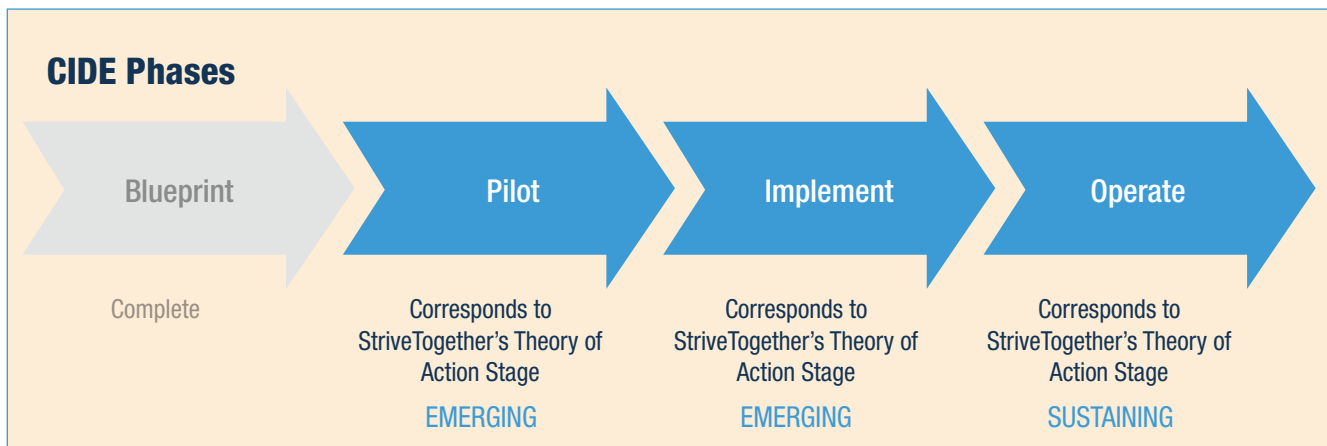 CIDE Phases
Blueprint
Pilot
Implement
Operate
Complete
Corresponds to
StriveTogether’s Theory of
Action Stage
EMERGING
Corresponds to
StriveTogether’s Theory of
Action Stage
EMERGING
Corresponds to
StriveTogether’s Theory of
Action Stage
SUSTAINING